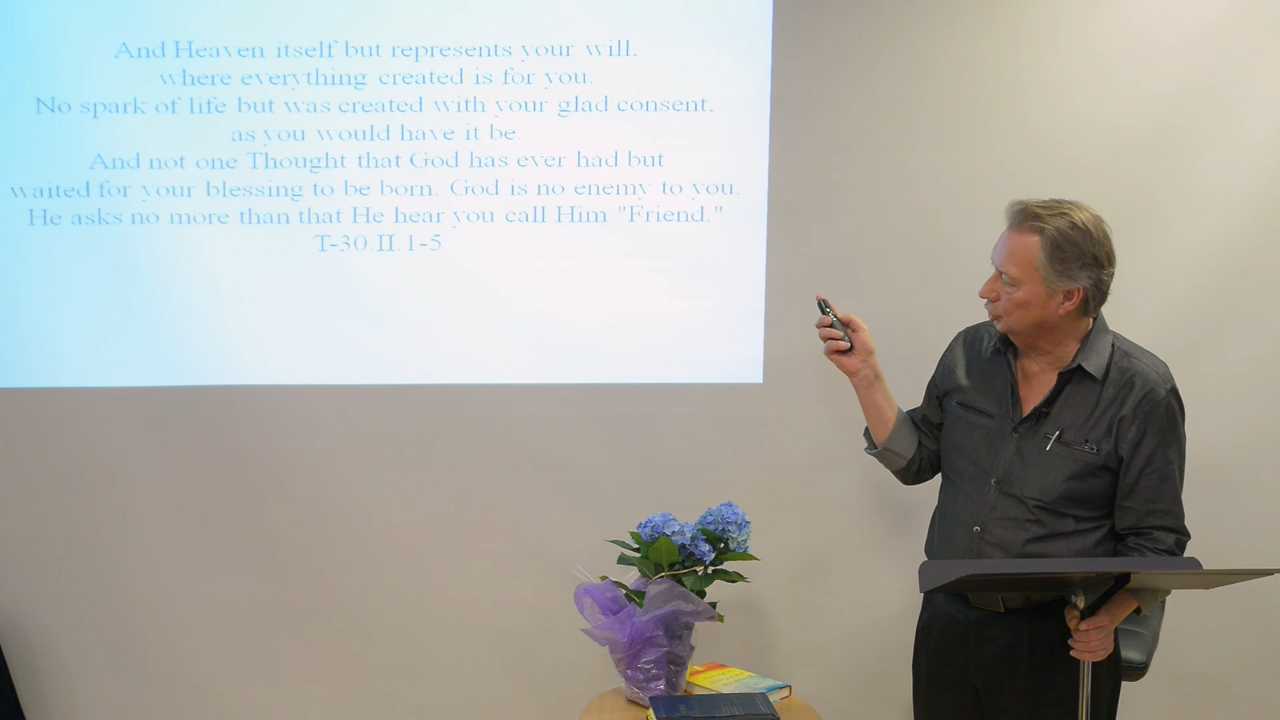 And Heaven itself but represents your will,
where everything created is for you.
No spark of life but was created with your glad consent,
as you would have it be.
And not one Thought that God has ever had but
waited for your blessing to be born. God is no enemy to you.
He asks no more than that He hear you call Him "Friend."
T-30.II.1-5